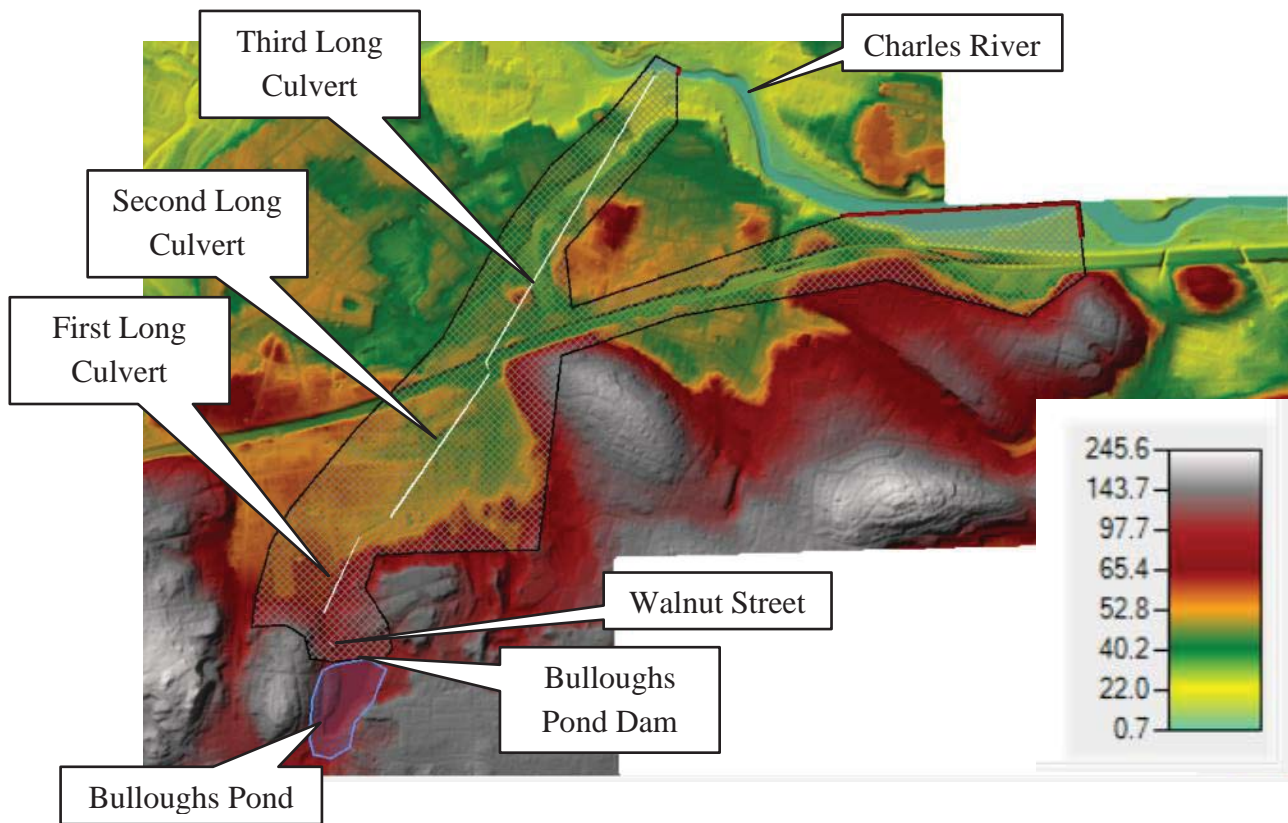 Third Long
Culvert
Charles River
Second Long
Culvert
First Long
Culvert
Walnut Street
Bulloughs
Pond Dam
Bulloughs Pond
245.6
143.7
97.7
65.4
52.8
40.2
22.0
0.7